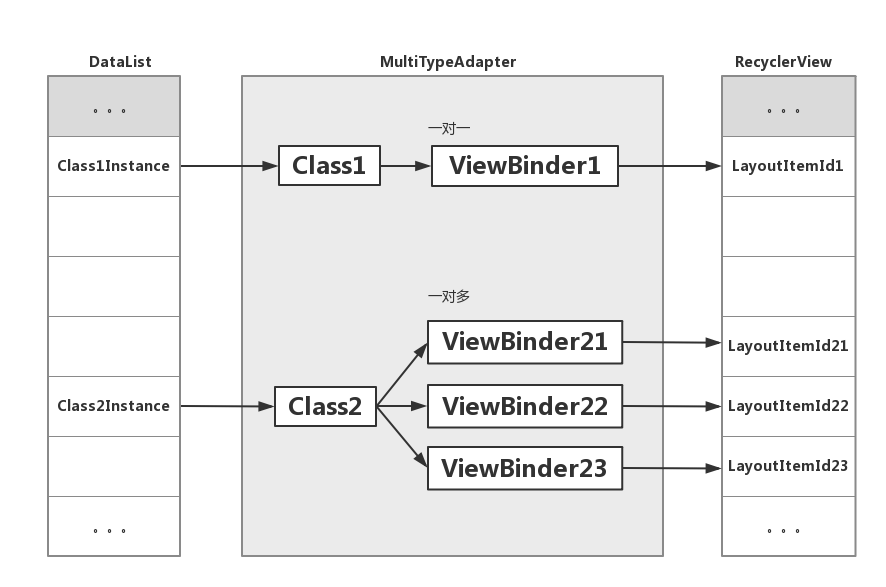 DataList
MultiTypeAdapter
RecyclerView
。。。
。。。
一对一
Class1Instance
Class1
ViewBinder1
LayoutItemId1
一对多
ViewBinder21
LayoutItemId21
Class2Instance
Class2
ViewBinder22
LayoutItemId22
ViewBinder23
LayoutItemId23
。。。
。。。